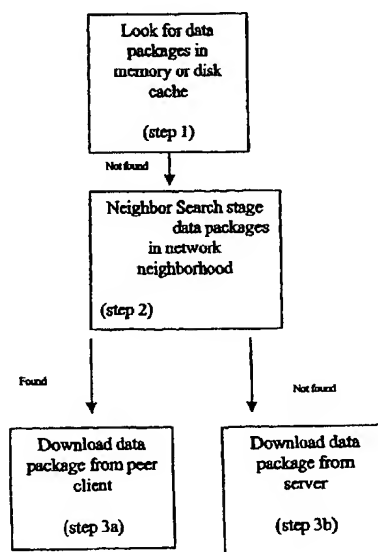 Look for data
packages in
memory or disk
cache
(step 1)
Not found
Neighbor Search stage
data packages
in network
neighborhood
(step 2)
Found
Not found
Download data
package from peer
client
(step 3a)
Download data
package from
server
(step 3b)